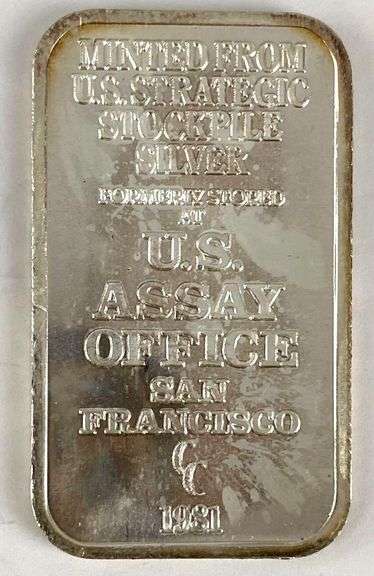 MINTED FROM
U.S. STRATEGIC
STOCKPILE
SILVER
FORMERLY STORED
AT
U.S.
ASSAY
OFFICE
SAN
FRANCISCO
CC
1981